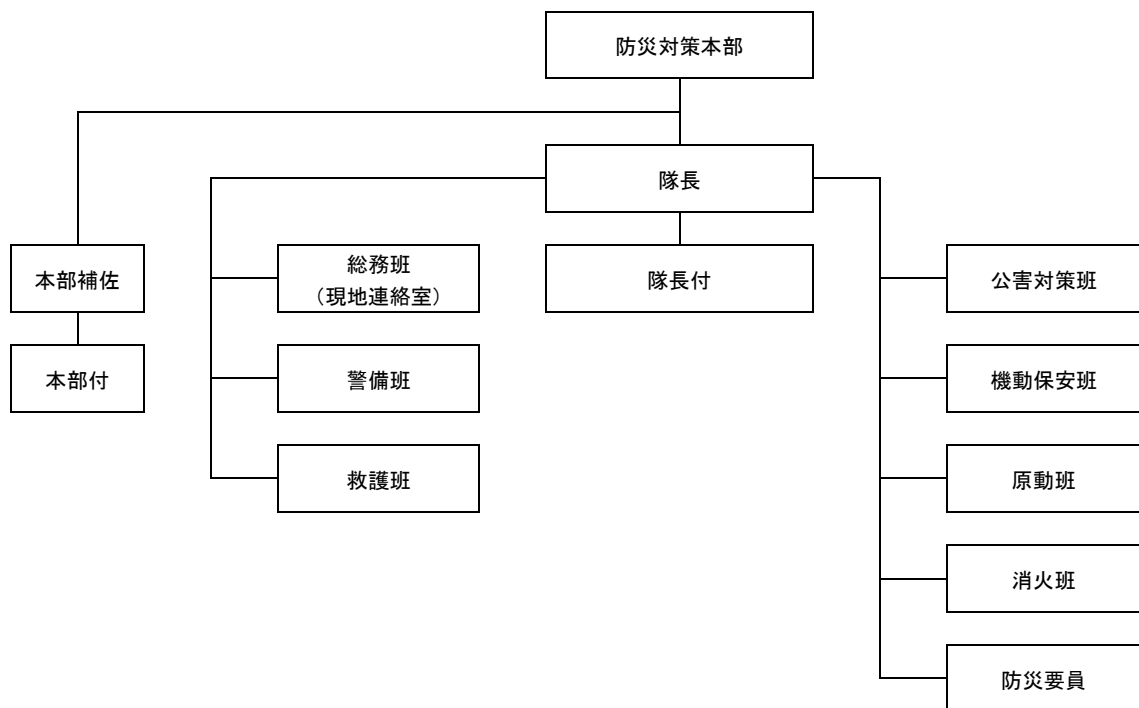 防災対策本部
隊長
本部補佐
総務班
（現地連絡室）
隊長付
公害対策班
本部付
警備班
機動保安班
救護班
原動班
消火班
防災要員